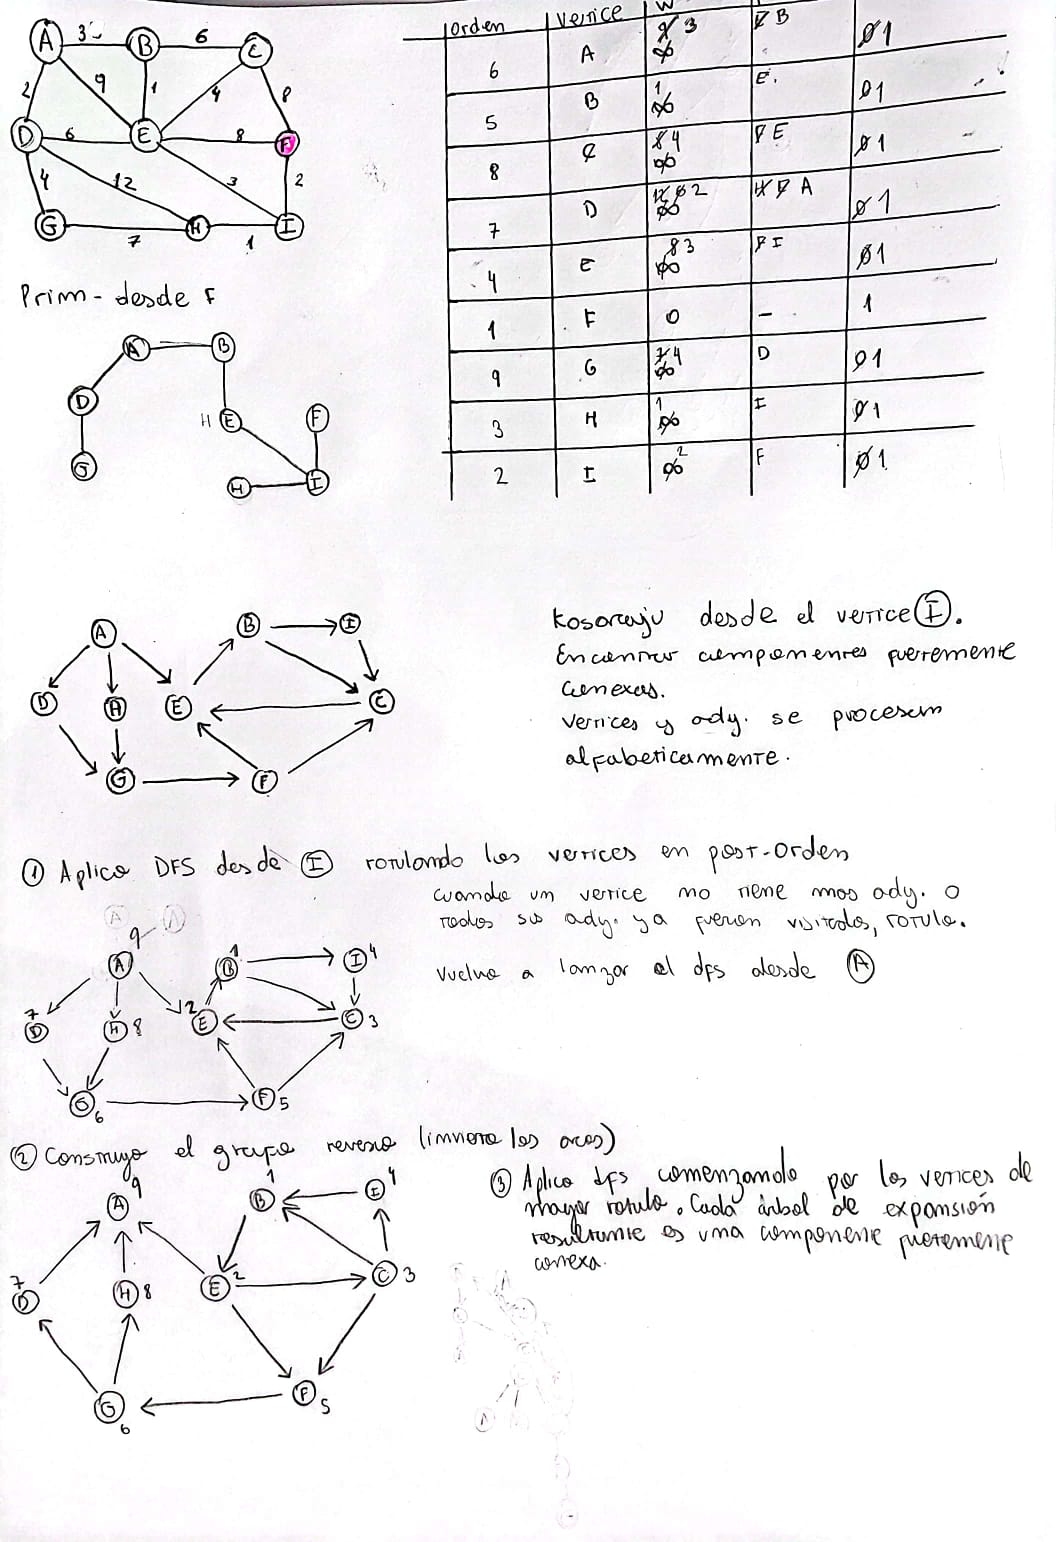 A 3 B 6 C
2 9 1 4 8
D 6 E 8 F
4 12 3 2
G 7 H 1 I
Prim - desde F
A B
D H E F
G H I
Orden Vertice W
6 A ∞ 3 B 0 1
5 B ∞ 1 E. 0 1
8 C ∞ 8 4 F E 0 1
7 D ∞ 12 6 2 H E A 0 1
4 E ∞ 8 3 F I 0 1
1 F 0 - 1
9 G ∞ 7 4 D 0 1
3 H ∞ 1 I 0 1
2 I ∞ 2 F 0 1
A B I
D H E C
G F
Kosaraju desde el vertice I.
Encontrar componentes fuertemente
conexas.
Vertices y ady. se procesan
alfabeticamente.
① Aplico DFS desde I rotulando los vertices en post-orden
cuando un vertice no tiene mas ady. o
todos sus ady. ya fueron visitados, rotulo.
Vuelvo a lanzar el dfs desde A
9 A 1 B I 4
7 D H 8 2 E C 3
G 6 F 5
② Construyo el grafo reverso (invierto los arcos)
9 A 1 B I 4
7 D H 8 E 2 C 3
G 6 F 5
③ Aplico dfs comenzando por los vertices de
mayor rotulo. Cada árbol de expansión
resultante es una componente fuertemente
conexa.